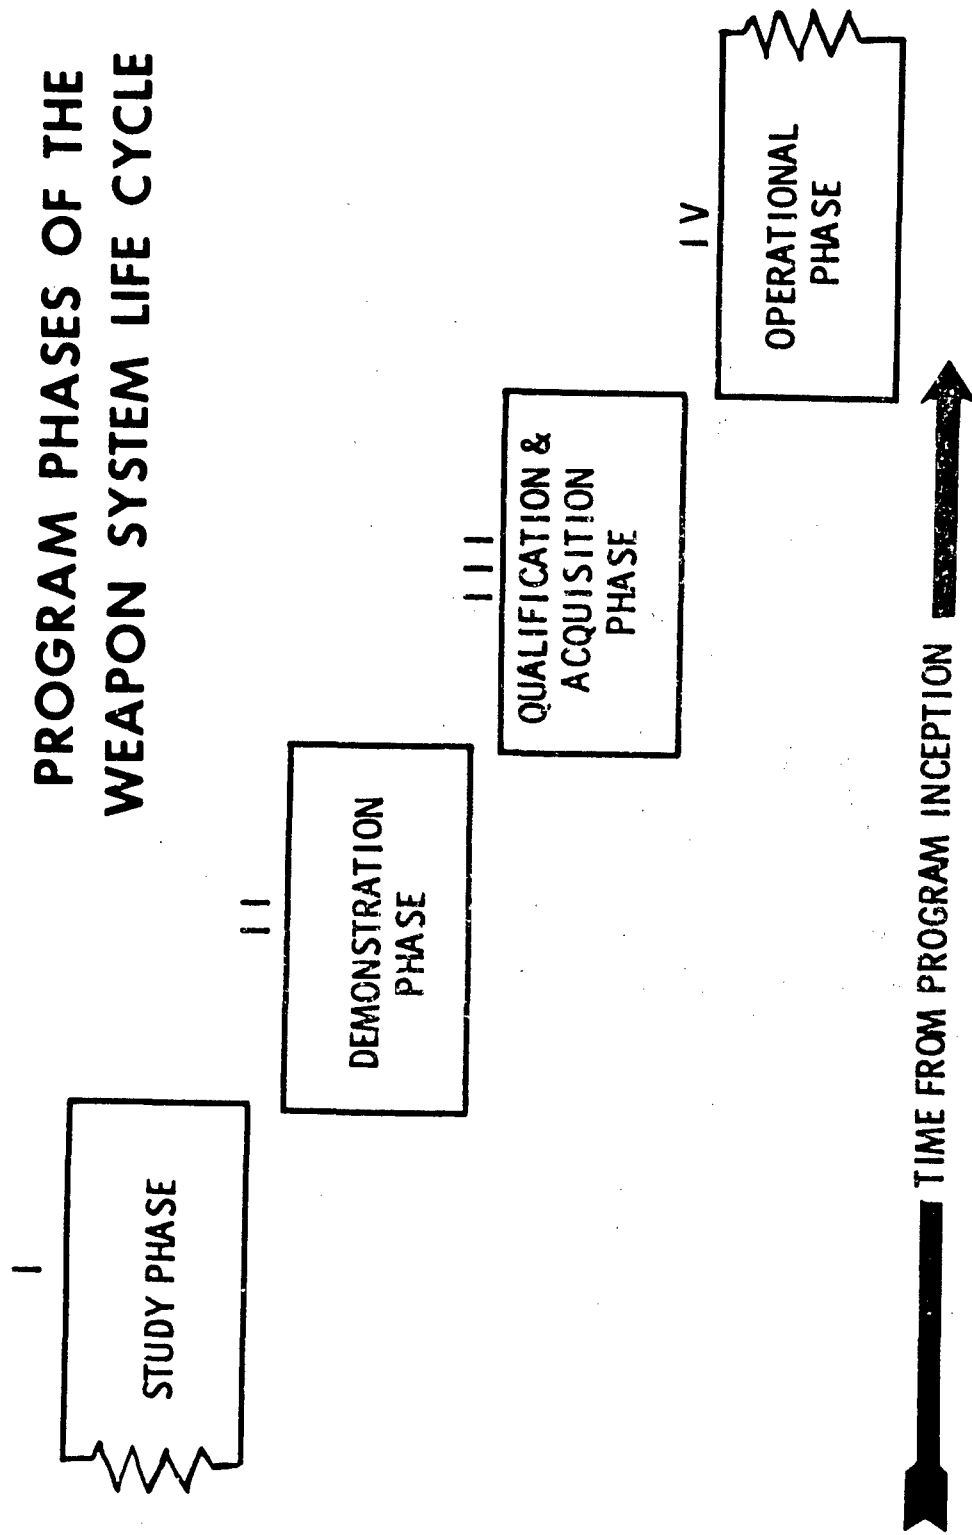 PROGRAM PHASES OF THE
WEAPON SYSTEM LIFE CYCLE
I
STUDY PHASE
II
DEMONSTRATION
PHASE
III
QUALIFICATION &
ACQUISITION
PHASE
IV
OPERATIONAL
PHASE
TIME FROM PROGRAM INCEPTION